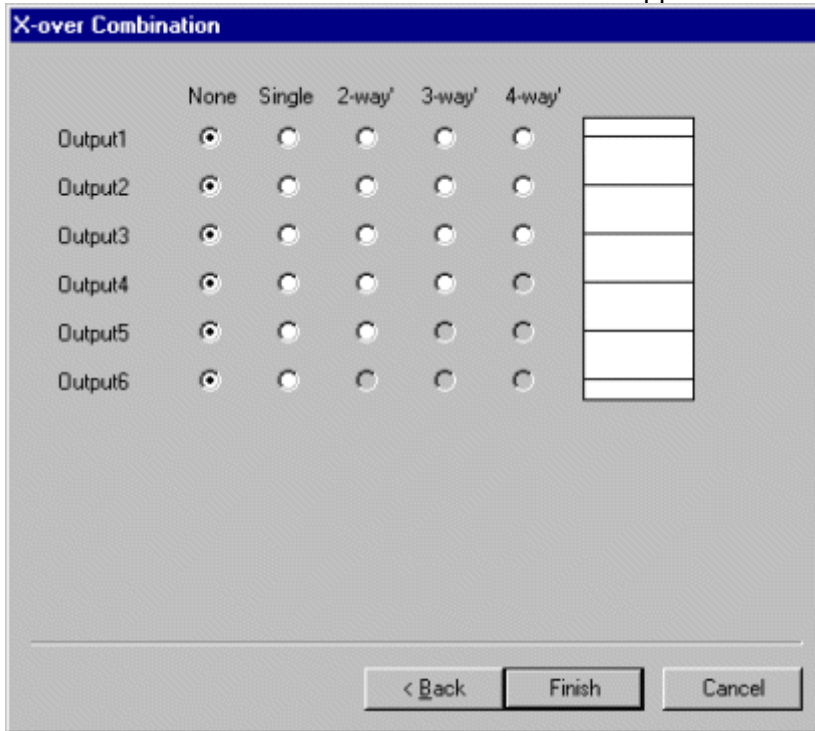 X-over Combination
None Single 2-way' 3-way' 4-way'
Output1
Output2
Output3
Output4
Output5
Output6
< Back Finish Cancel